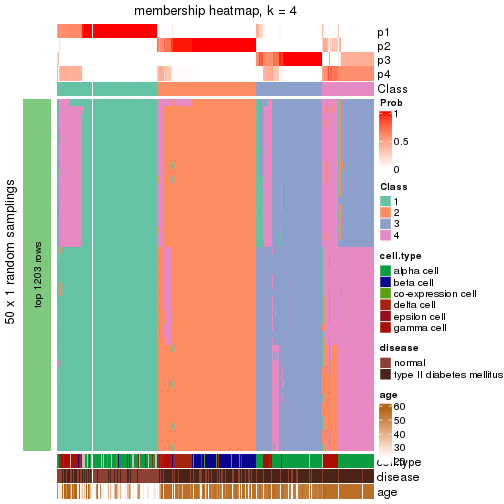 membership heatmap, k = 4
p1
p2
p3
p4
Class
50 x 1 random samplings
top 1203 rows
Prob
1
0.5
0
Class
1
2
3
4
cell.type
alpha cell
beta cell
co-expression cell
delta cell
epsilon cell
gamma cell
disease
normal
type II diabetes mellitus
age
60
50
40
30
cell.type
disease
age